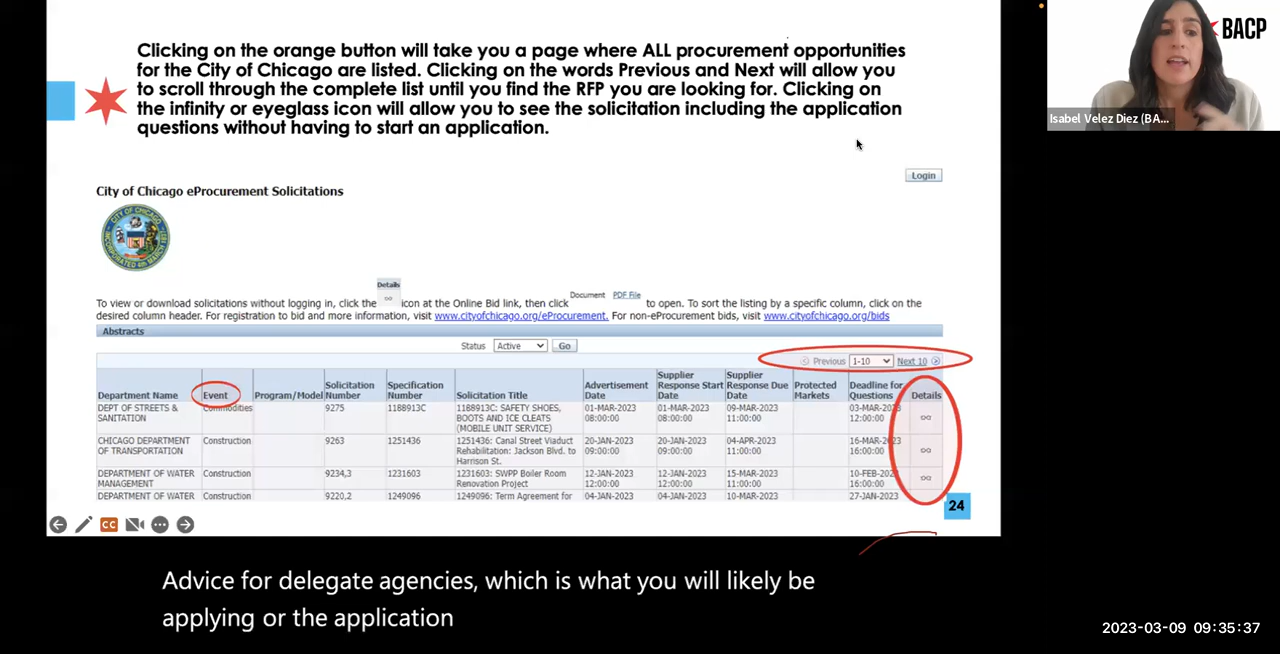 Clicking on the orange button will take you a page where ALL procurement opportunities
for the City of Chicago are listed. Clicking on the words Previous and Next will allow you
to scroll through the complete list until you find the RFP you are looking for. Clicking on
the infinity or eyeglass icon will allow you to see the solicitation including the application
questions without having to start an application.
BACP
Isabel Velez Diez (BA...
Login
City of Chicago eProcurement Solicitations
CITY OF CHICAGO
INCORPORATED 4th MARCH 1837
Details
To view or download solicitations without logging in, click the icon at the Online Bid link, then click Document PDF File to open. To sort the listing by a specific column, click on the
desired column header. For registration to bid and more information, visit www.cityofchicago.org/eProcurement. For non-eProcurement bids, visit www.cityofchicago.org/bids
Abstracts
Status Active Go
Previous 1-10 Next 10
Department Name Event Program/Model Solicitation Number Specification Number Solicitation Title Advertisement Date Supplier Response Start Date Supplier Response Due Date Protected Markets Deadline for Questions Details
DEPT OF STREETS & SANITATION Commodities 9275 1188913C 1188913C: SAFETY SHOES, BOOTS AND ICE CLEATS (MOBILE UNIT SERVICE) 01-MAR-2023 08:00:00 01-MAR-2023 08:00:00 09-MAR-2023 11:00:00 03-MAR-2023 12:00:00
CHICAGO DEPARTMENT OF TRANSPORTATION Construction 9263 1251436 1251436: Canal Street Viaduct Rehabilitation: Jackson Blvd. to Harrison St. 20-JAN-2023 09:00:00 20-JAN-2023 09:00:00 04-APR-2023 11:00:00 16-MAR-2023 16:00:00
DEPARTMENT OF WATER MANAGEMENT Construction 9234,3 1231603 1231603: SWPP Boiler Room Renovation Project 12-JAN-2023 12:00:00 12-JAN-2023 12:00:00 15-MAR-2023 11:00:00 10-FEB-2023 16:00:00
DEPARTMENT OF WATER Construction 9220,2 1249096 1249096: Term Agreement for 04-JAN-2023 04-JAN-2023 10-MAR-2023 27-JAN-2023
24
CC
Advice for delegate agencies, which is what you will likely be
applying or the application
2023-03-09 09:35:37